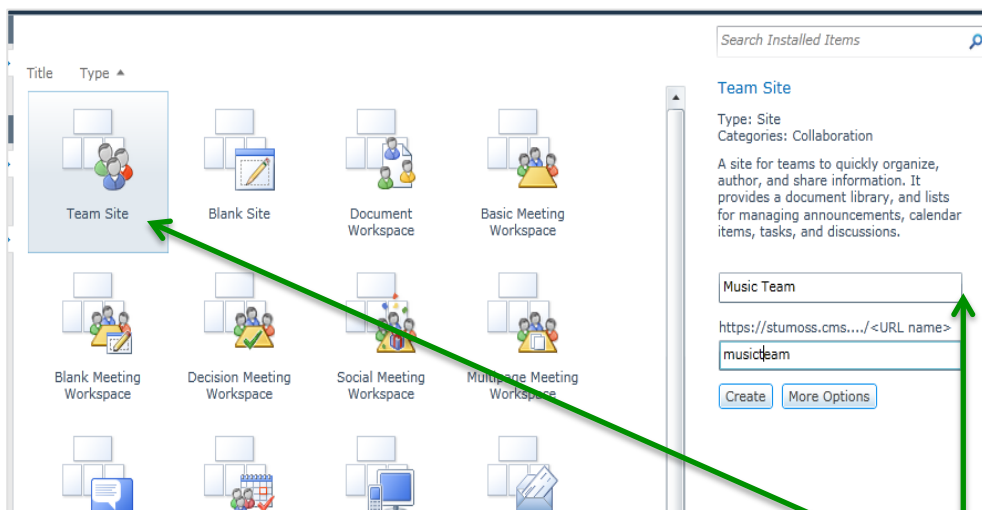 Search Installed Items
Title Type
Team Site
Type: Site
Categories: Collaboration
A site for teams to quickly organize,
author, and share information. It
provides a document library, and lists
for managing announcements, calendar
items, tasks, and discussions.
Music Team
https://stumoss.cms..../<URL name>
musicteam
Create More Options
Team Site
Blank Site
Document
Workspace
Basic Meeting
Workspace
Blank Meeting
Workspace
Decision Meeting
Workspace
Social Meeting
Workspace
Multipage Meeting
Workspace